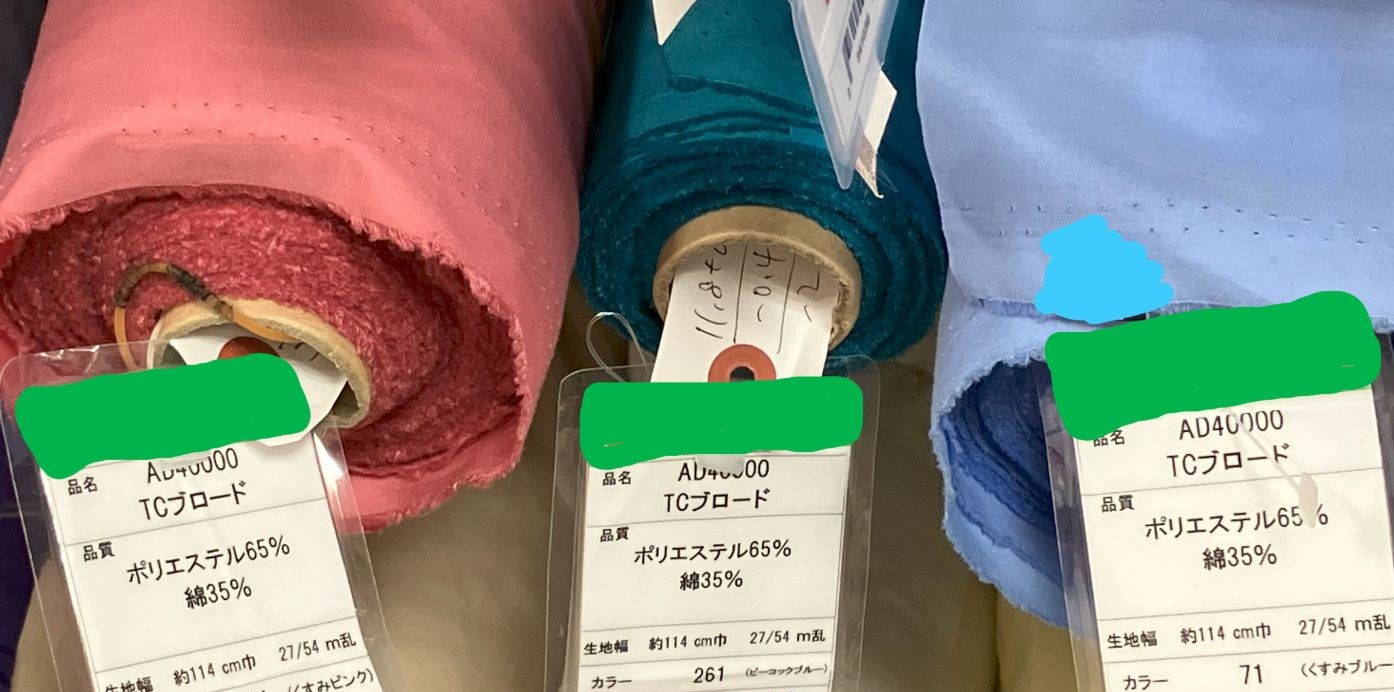 品名 AD40000
TCブロード
品質
ポリエステル65%
綿35%
生地幅 約114cm巾 27/54 m乱
(くすみピンク)
品名 AD40000
TCブロード
品質
ポリエステル65%
綿35%
生地幅 約114cm巾 27/54 m乱
カラー 261 (ピーコックブルー)
品名 AD40000
TCブロード
品質
ポリエステル65%
綿35%
生地幅 約114cm巾 27/54 m乱
カラー 71 (くすみブルー